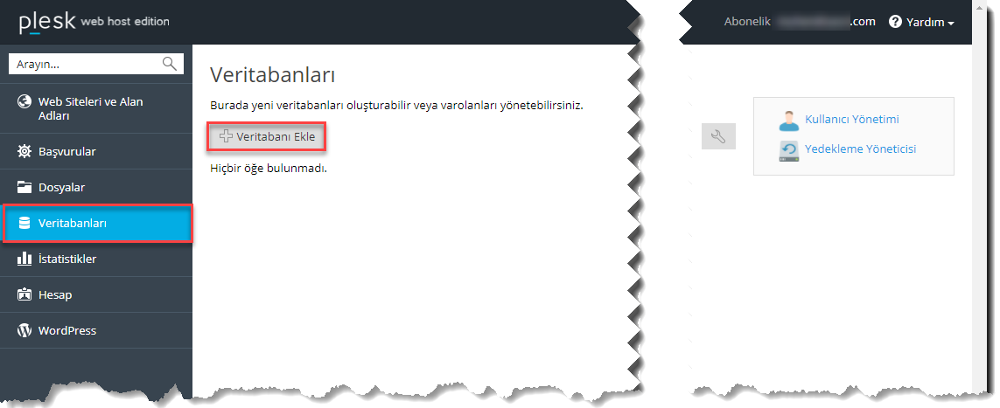 plesk web host edition
Abonelik .com Yardım
Arayın...
Web Siteleri ve Alan
Adları
Başvurular
Dosyalar
Veritabanları
İstatistikler
Hesap
WordPress
Veritabanları
Burada yeni veritabanları oluşturabilir veya varolanları yönetebilirsiniz.
Veritabanı Ekle
Hiçbir öğe bulunmadı.
Kullanıcı Yönetimi
Yedekleme Yöneticisi